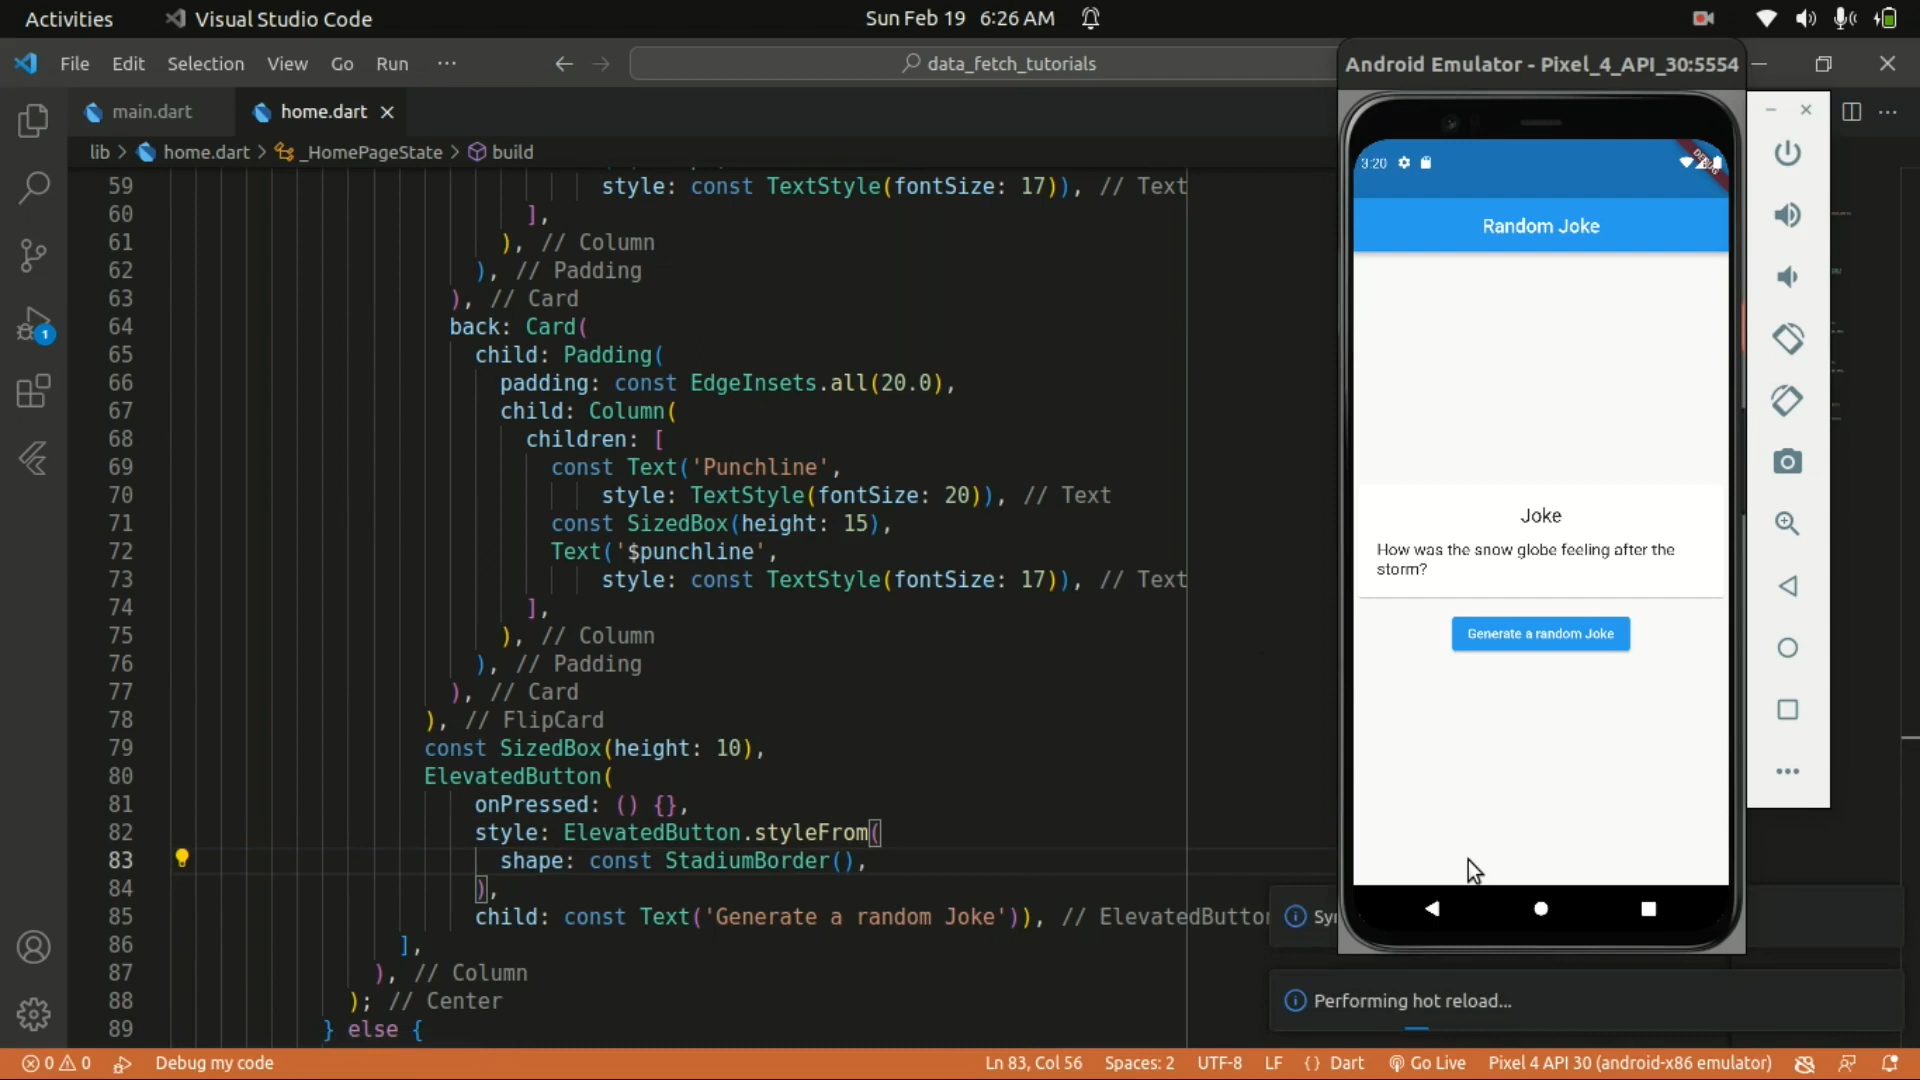 Activities
Visual Studio Code
Sun Feb 19 6:26 AM
File Edit Selection View Go Run ···
data_fetch_tutorials
Android Emulator - Pixel_4_API_30:5554
main.dart
home.dart
lib > home.dart > _HomePageState > build
59 style: const TextStyle(fontSize: 17)), // Text
60 ],
61 ), // Column
62 ), // Padding
63 ), // Card
64 back: Card(
65 child: Padding(
66 padding: const EdgeInsets.all(20.0),
67 child: Column(
68 children: [
69 const Text('Punchline',
70 style: TextStyle(fontSize: 20)), // Text
71 const SizedBox(height: 15),
72 Text('$punchline',
73 style: const TextStyle(fontSize: 17)), // Text
74 ],
75 ), // Column
76 ), // Padding
77 ), // Card
78 ), // FlipCard
79 const SizedBox(height: 10),
80 ElevatedButton(
81 onPressed: () {},
82 style: ElevatedButton.styleFrom(
83 shape: const StadiumBorder(),
84 ),
85 child: const Text('Generate a random Joke')), // ElevatedButton
86 ],
87 ), // Column
88 ); // Center
89 } else {
1
3:20
DEBUG
Random Joke
Joke
How was the snow globe feeling after the
storm?
Generate a random Joke
Performing hot reload...
0 0
Debug my code
Ln 83, Col 56
Spaces: 2
UTF-8
LF
{ } Dart
Go Live
Pixel 4 API 30 (android-x86 emulator)